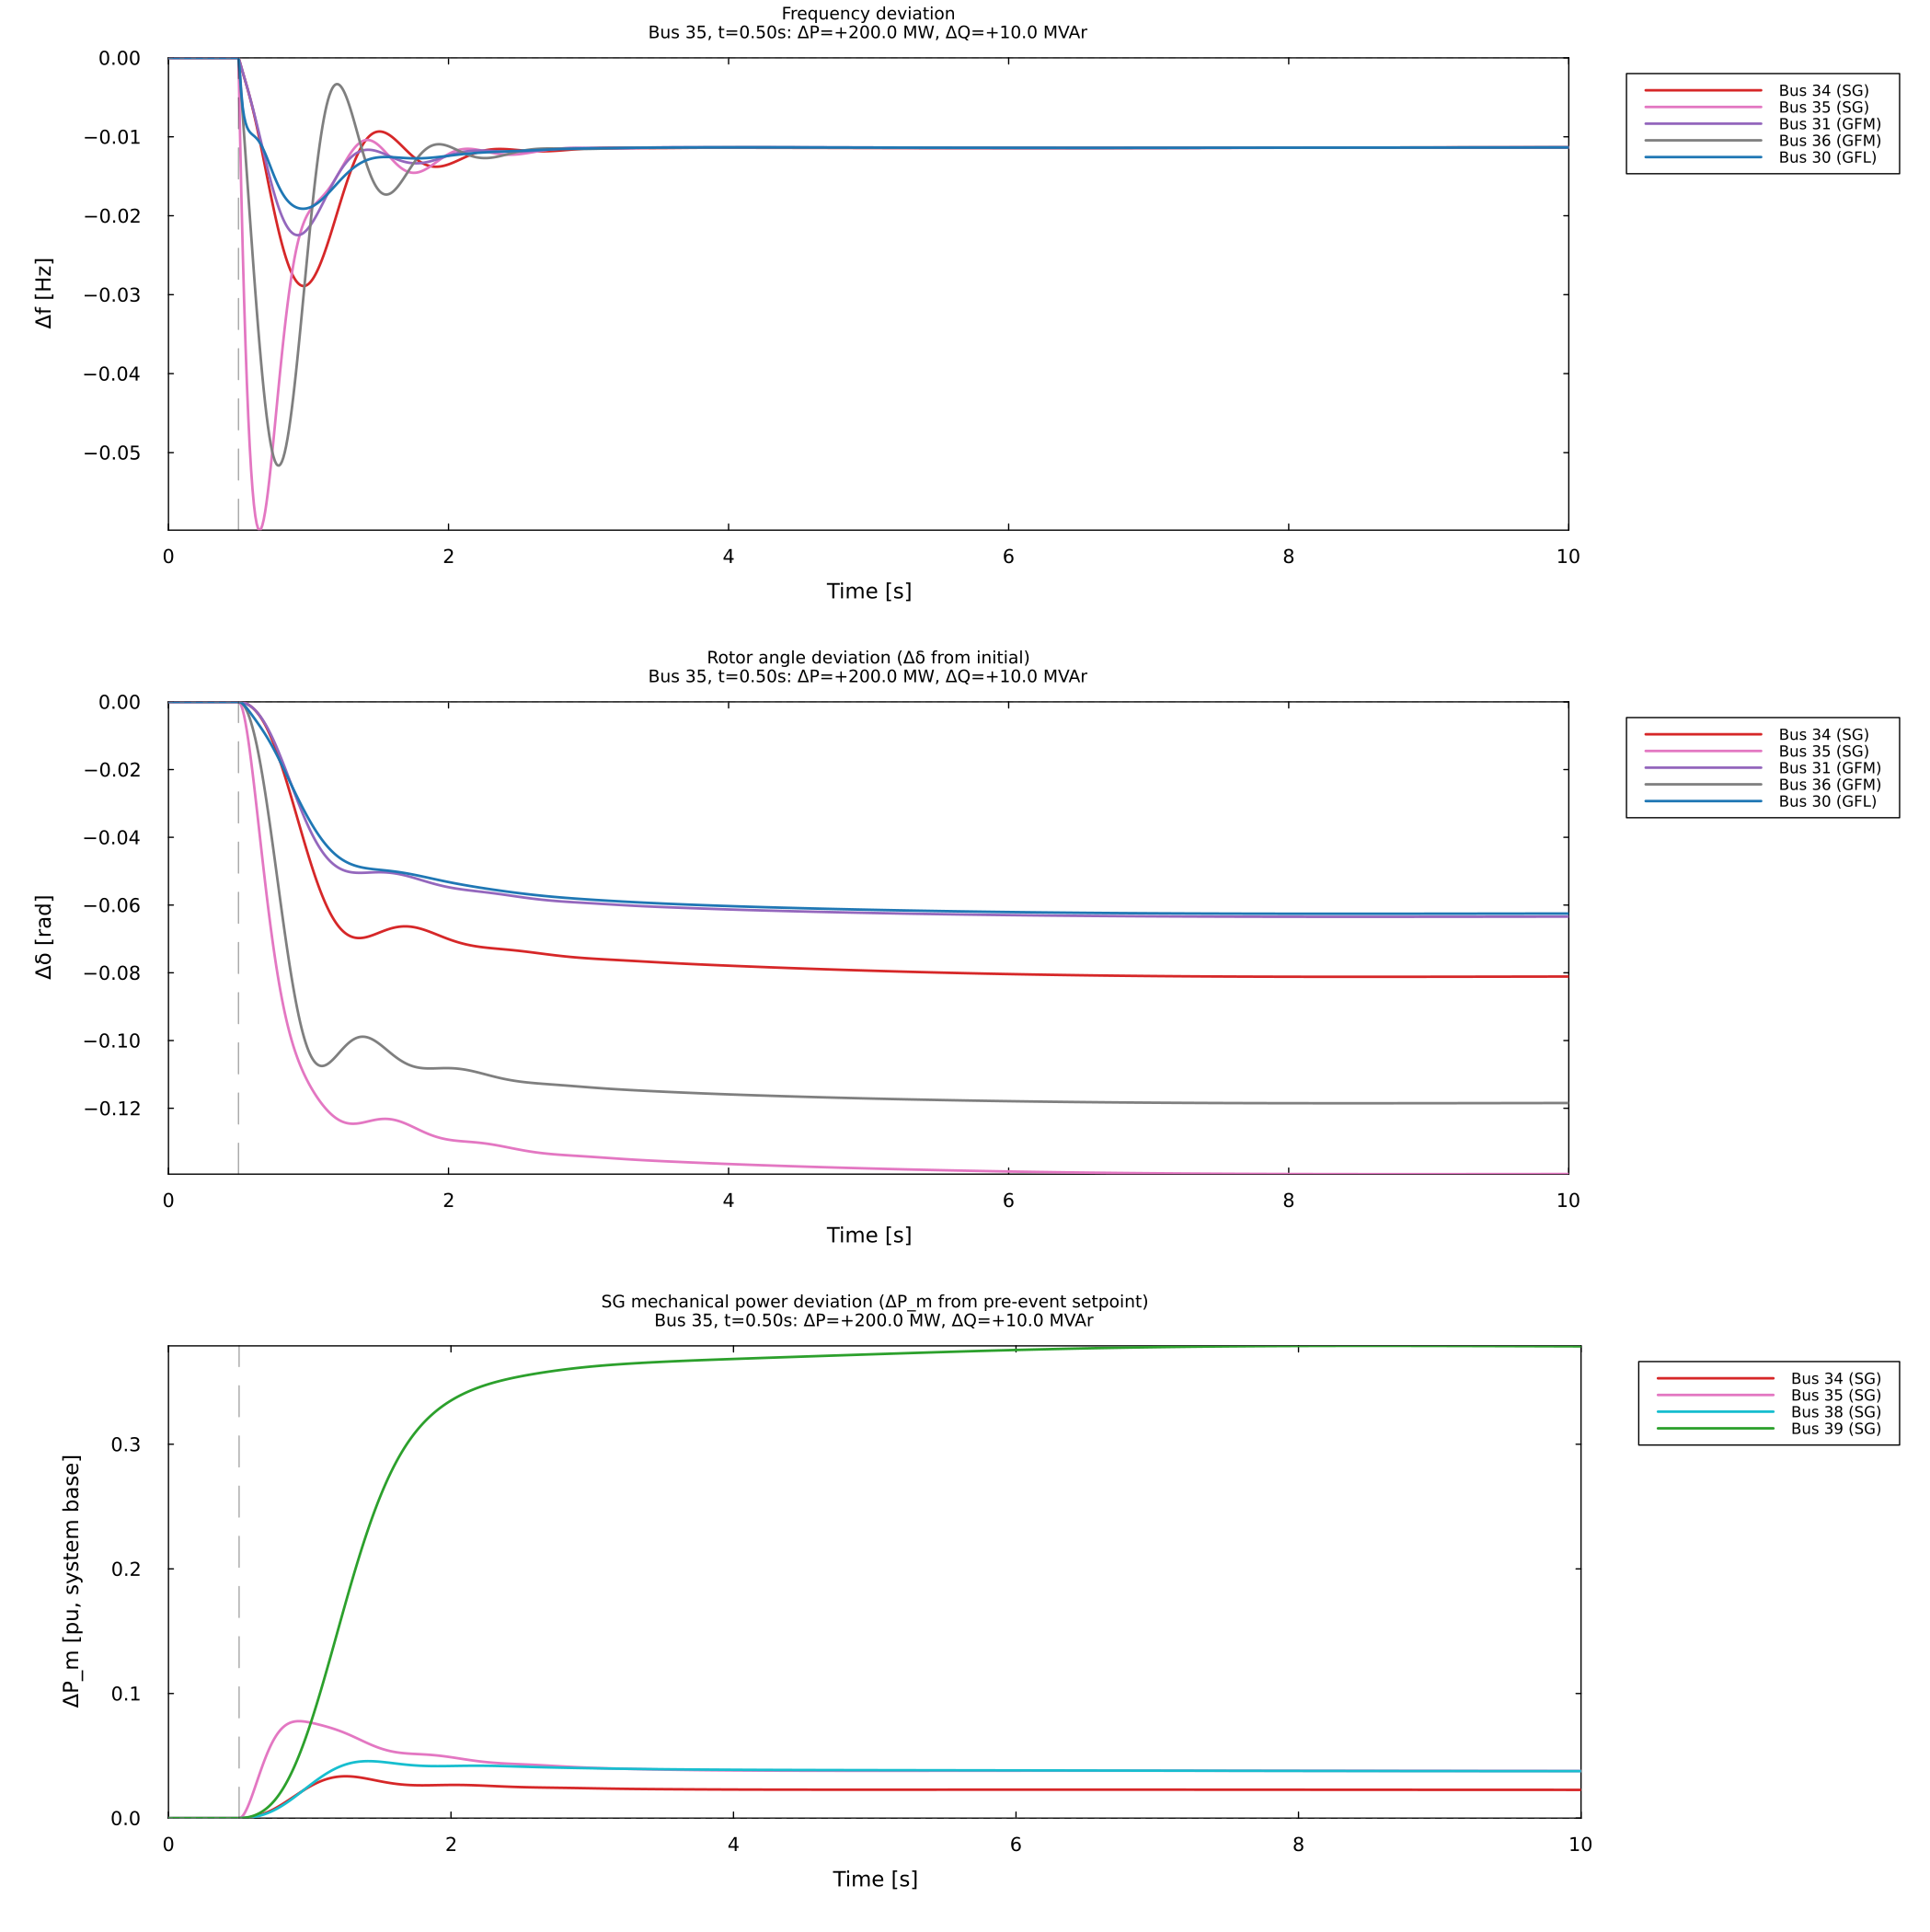 Frequency deviation
Bus 35, t=0.50s: ΔP=+200.0 MW, ΔQ=+10.0 MVAr
0.00
−0.01
−0.02
−0.03
−0.04
−0.05
Δf [Hz]
0 2 4 6 8 10
Time [s]
Bus 34 (SG)
Bus 35 (SG)
Bus 31 (GFM)
Bus 36 (GFM)
Bus 30 (GFL)
Rotor angle deviation (Δδ from initial)
Bus 35, t=0.50s: ΔP=+200.0 MW, ΔQ=+10.0 MVAr
0.00
−0.02
−0.04
−0.06
−0.08
−0.10
−0.12
Δδ [rad]
0 2 4 6 8 10
Time [s]
Bus 34 (SG)
Bus 35 (SG)
Bus 31 (GFM)
Bus 36 (GFM)
Bus 30 (GFL)
SG mechanical power deviation (ΔP_m from pre-event setpoint)
Bus 35, t=0.50s: ΔP=+200.0 MW, ΔQ=+10.0 MVAr
0.3
0.2
0.1
0.0
ΔP_m [pu, system base]
0 2 4 6 8 10
Time [s]
Bus 34 (SG)
Bus 35 (SG)
Bus 38 (SG)
Bus 39 (SG)